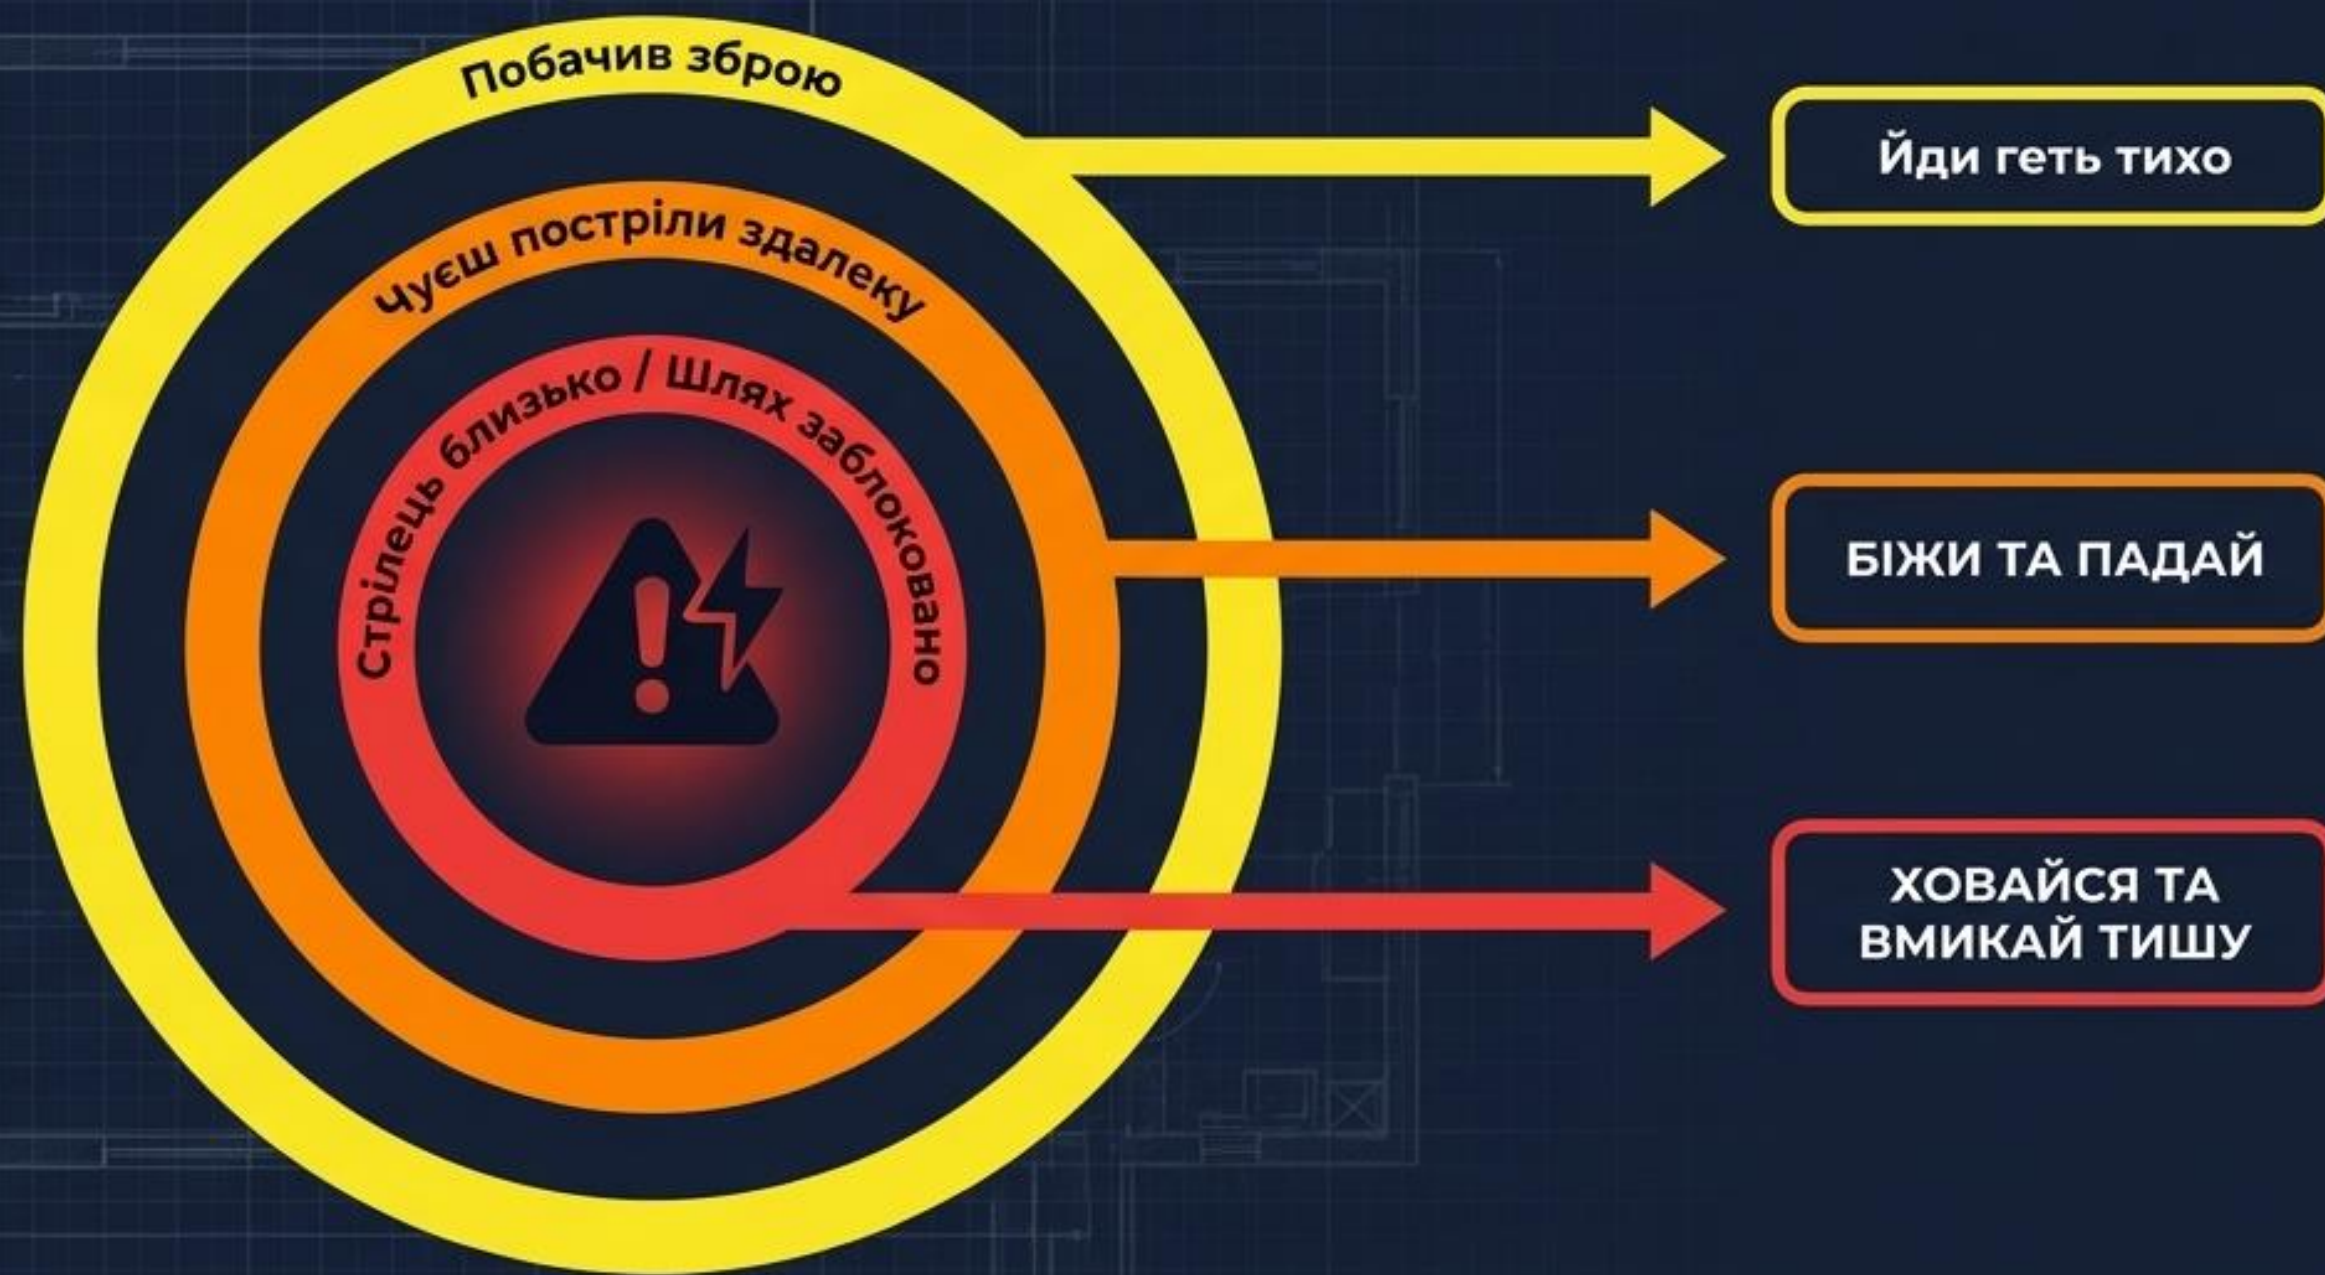 Побачив зброю
Йди геть тихо
Чуєш постріли здалеку
БІЖИ ТА ПАДАЙ
Стрілець близько / Шлях заблоковано
ХОВАЙСЯ ТА
ВМИКАЙ ТИШУ